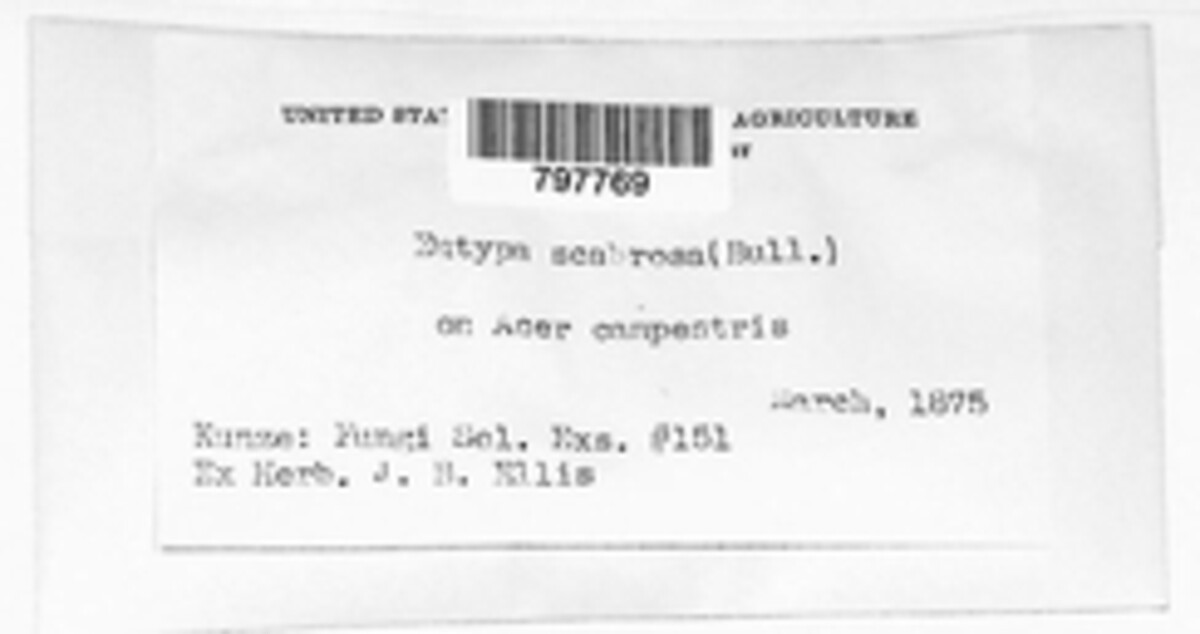 UNITED STA
AGRICULTURE
797769
Eutypa scabrosa(Bull.)
on Acer campestris
March, 1875
Kunze: Fungi Sel. Exs. #151
Ex Herb. J. B. Ellis